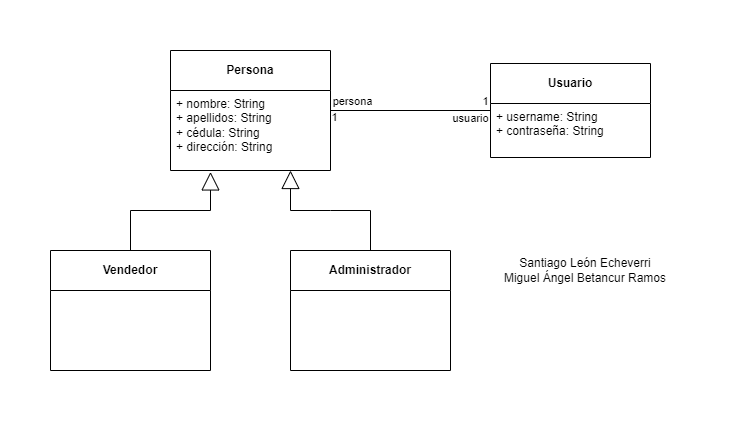 Persona
+ nombre: String
+ apellidos: String
+ cédula: String
+ dirección: String
persona
1
1
usuario
Usuario
+ username: String
+ contraseña: String
Vendedor
Administrador
Santiago León Echeverri
Miguel Ángel Betancur Ramos